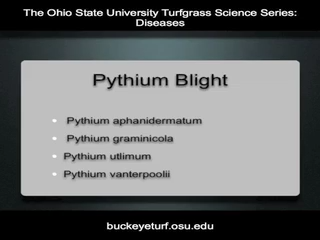 The Ohio State University Turfgrass Science Series:
Diseases
Pythium Blight
• Pythium aphanidermatum
• Pythium graminicola
• Pythium utlimum
• Pythium vanterpoolii
buckeyeturf.osu.edu